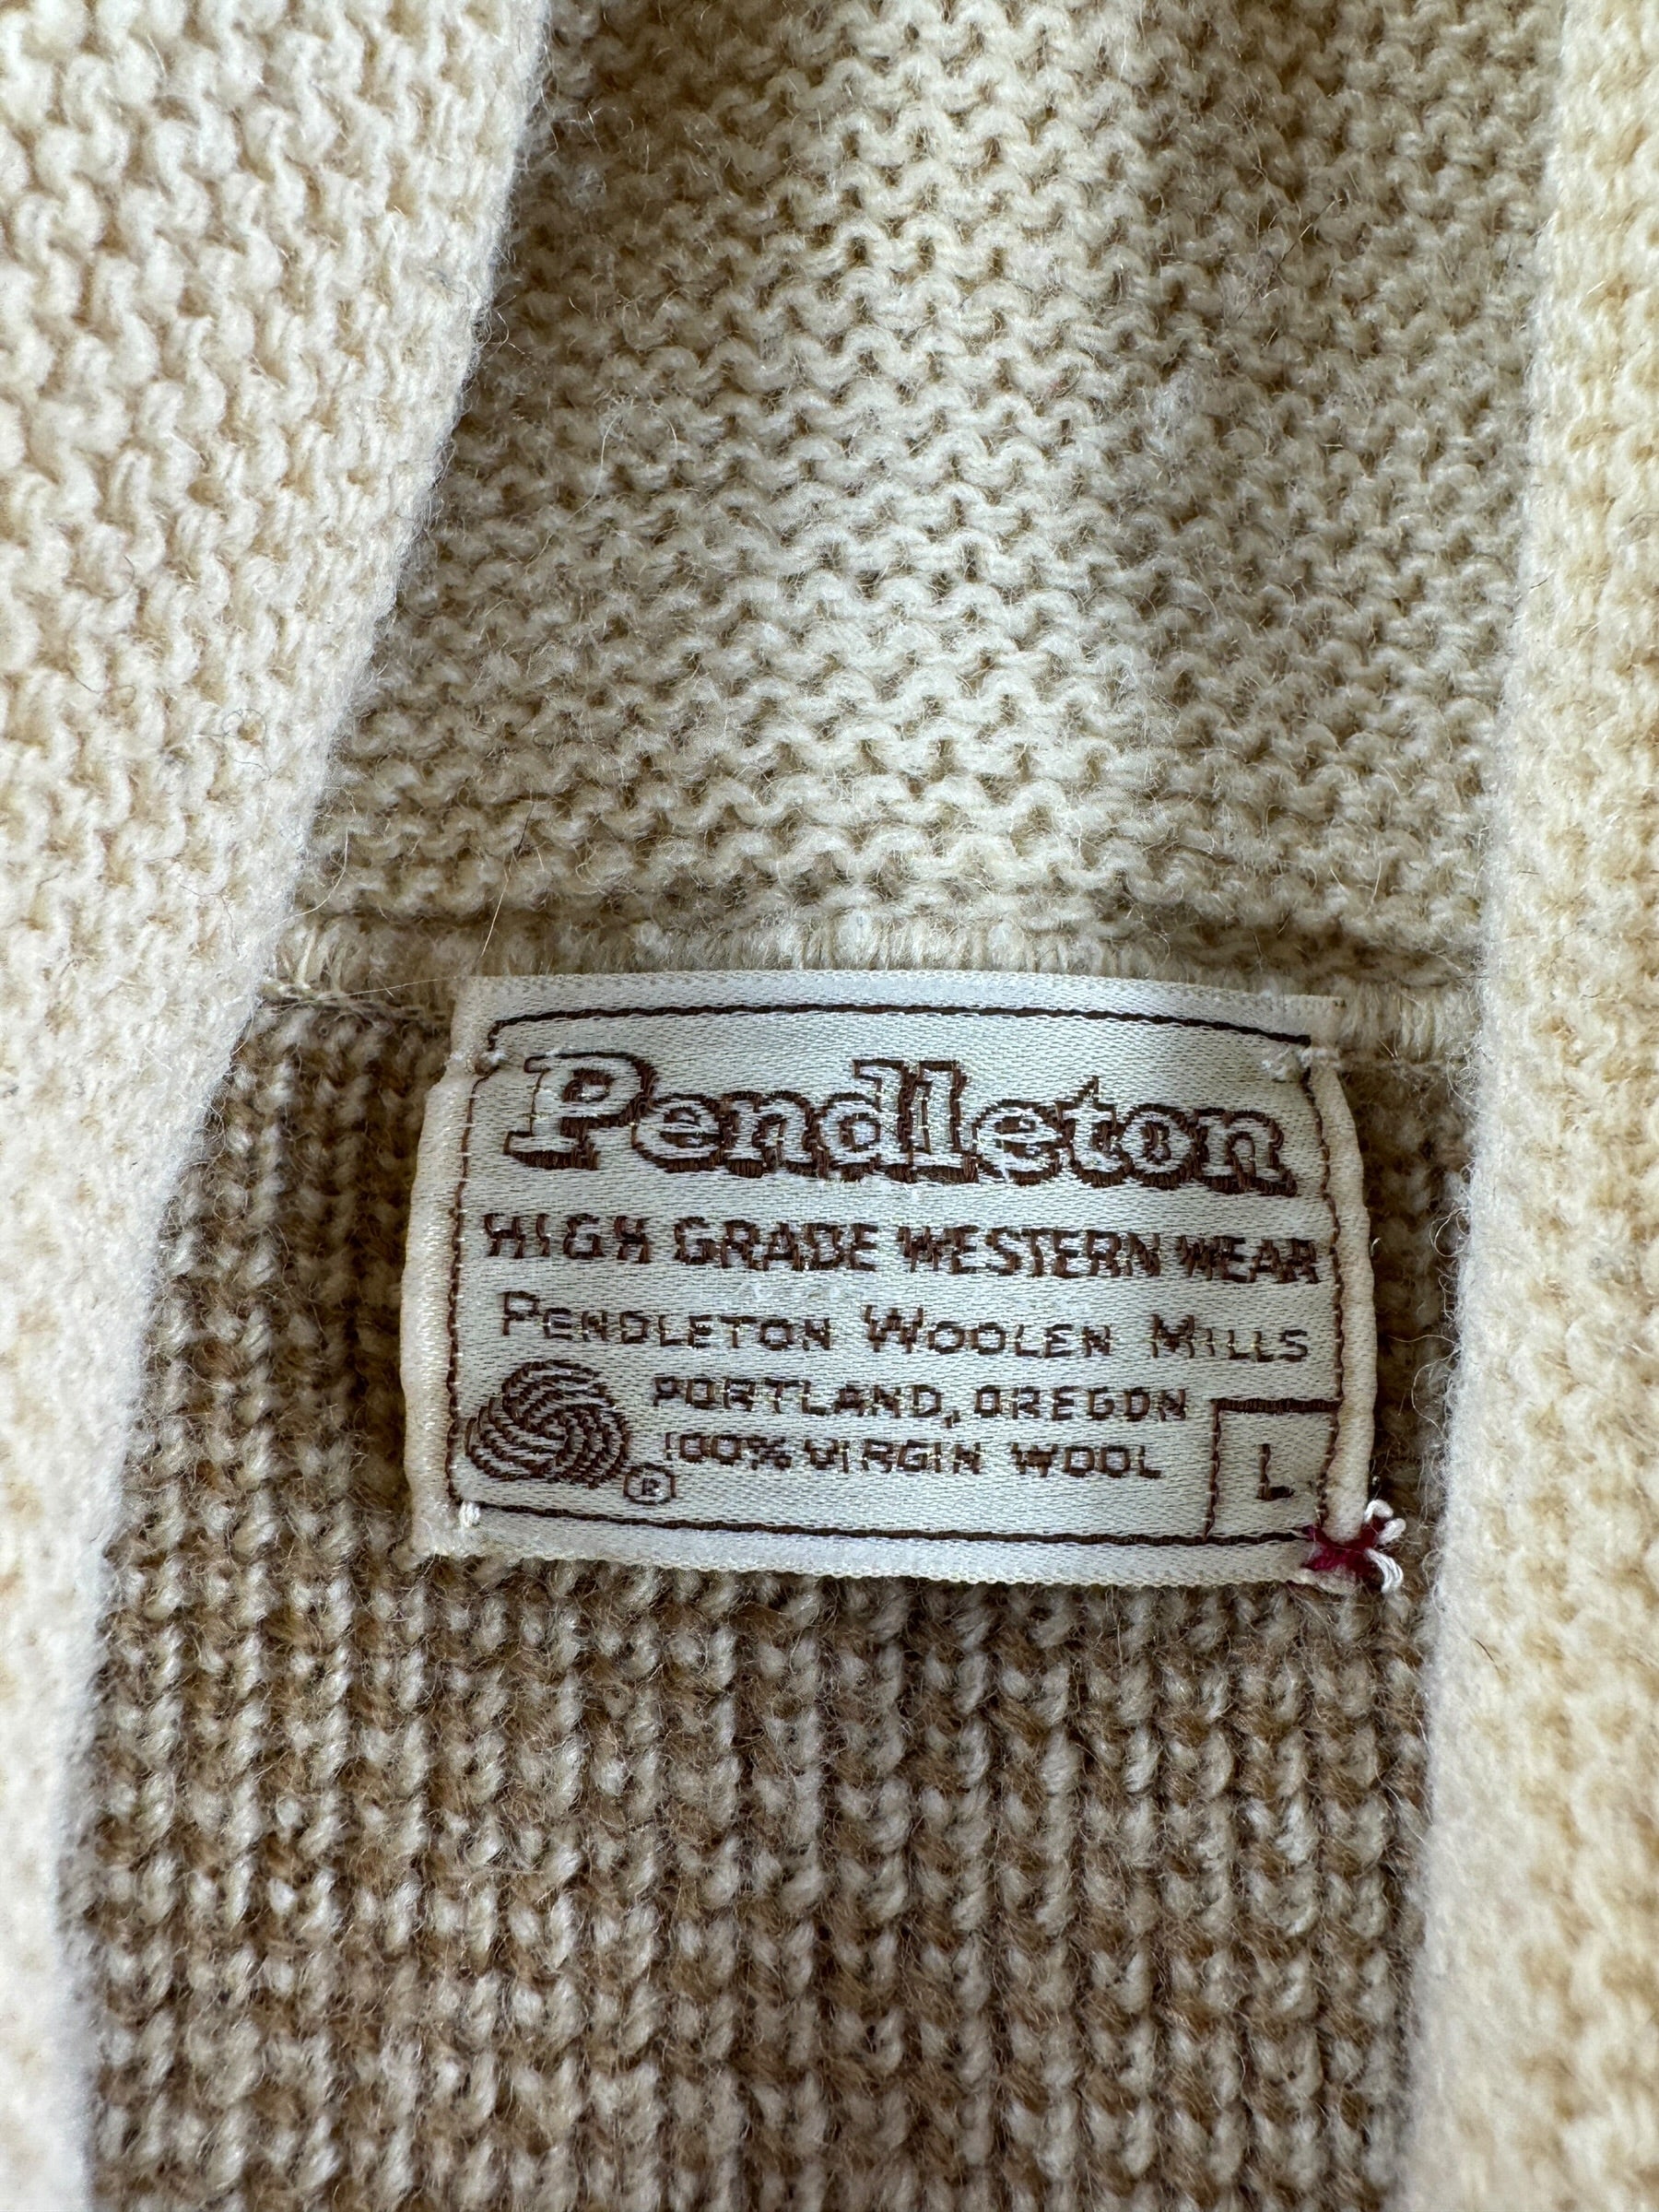 Pendleton
HIGH GRADE WESTERN WEAR
PENDLETON WOOLEN MILLS
PORTLAND, OREGON
100% VIRGIN WOOL
®
L